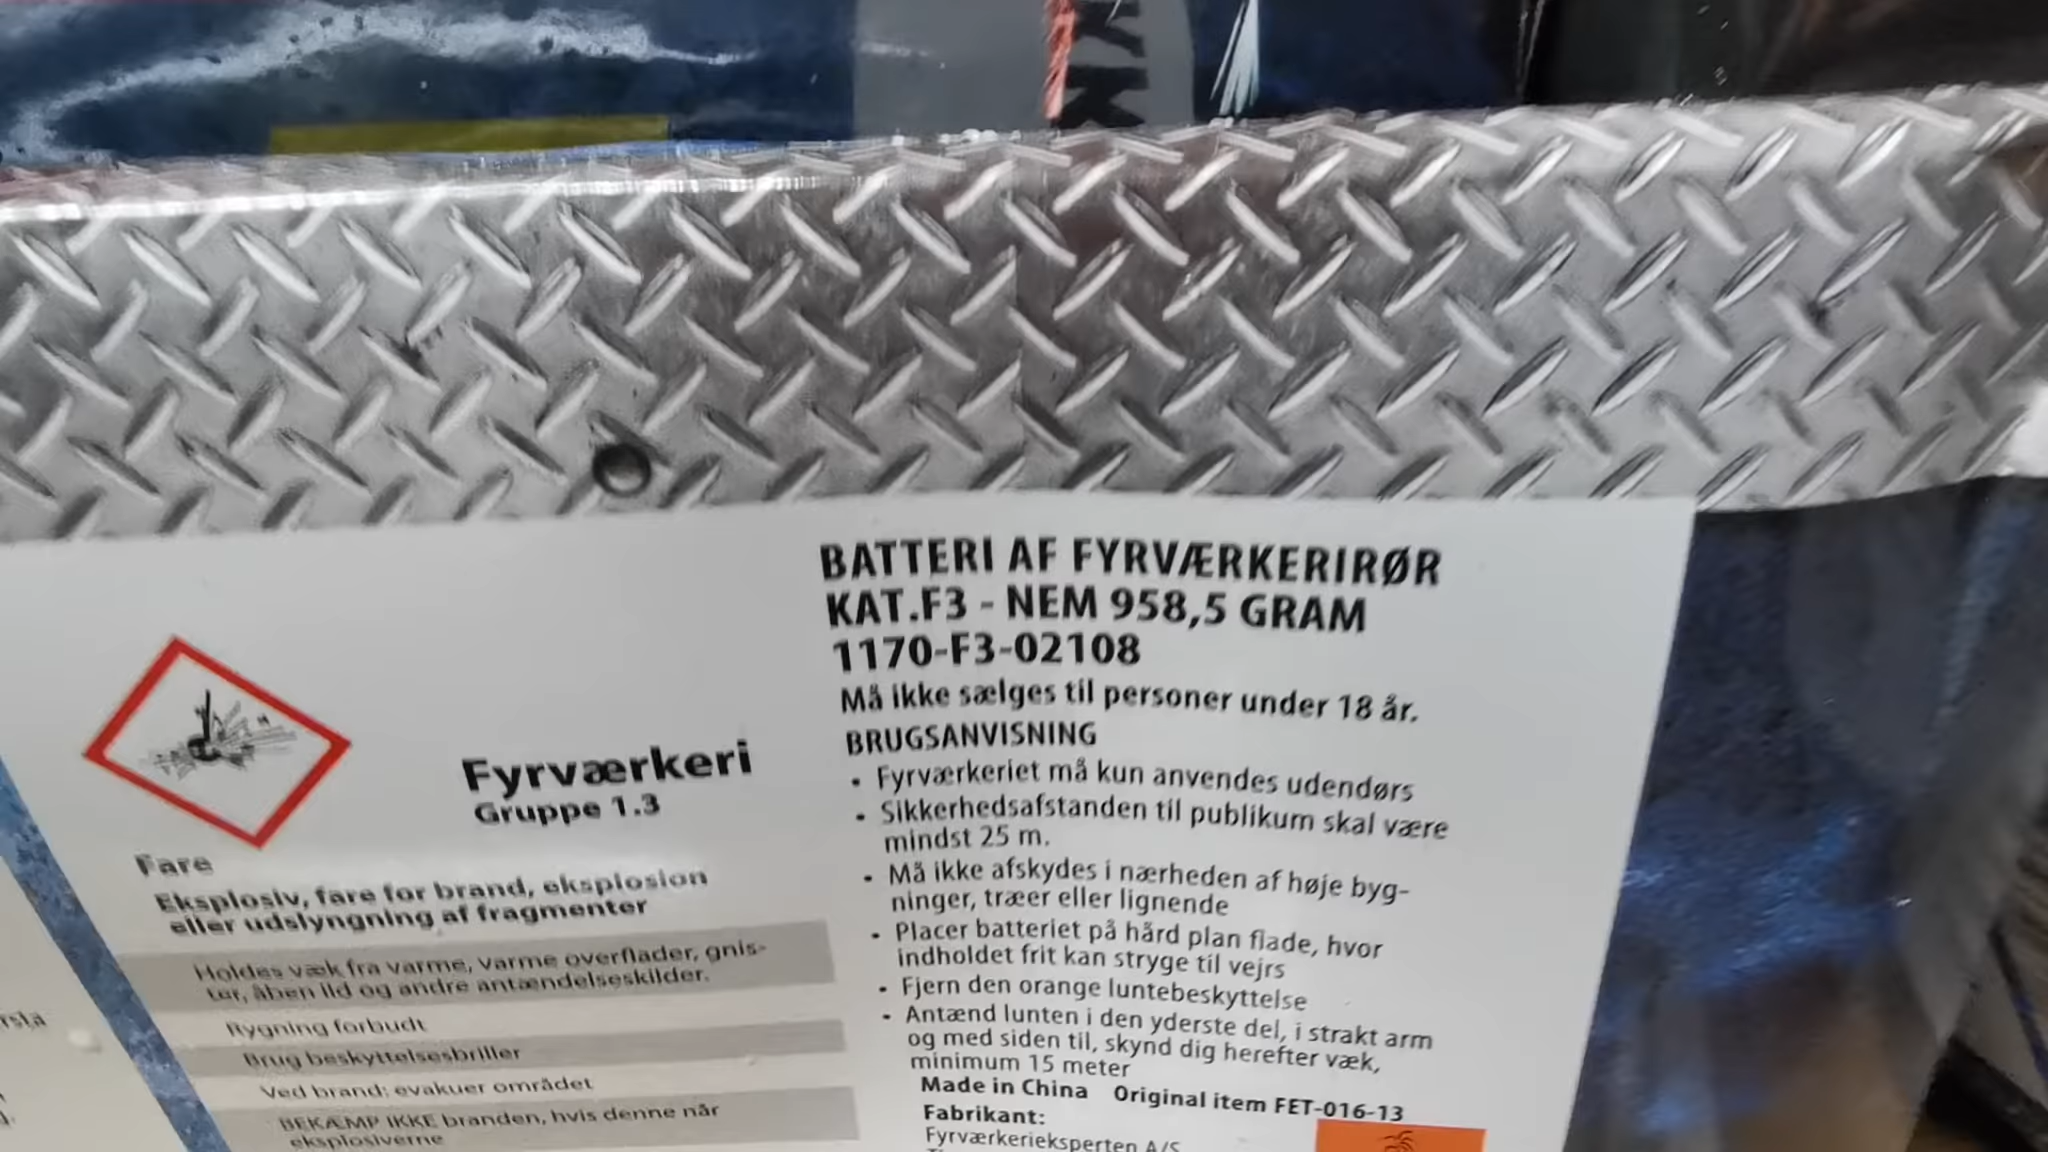 KK
BATTERI AF FYRVÆRKERIRØR
KAT.F3 - NEM 958,5 GRAM
1170-F3-02108
Må ikke sælges til personer under 18 år.
BRUGSANVISNING
• Fyrværkeriet må kun anvendes udendørs
• Sikkerhedsafstanden til publikum skal være
mindst 25 m.
• Må ikke afskydes i nærheden af høje byg-
ninger, træer eller lignende
• Placer batteriet på hård plan flade, hvor
indholdet frit kan stryge til vejrs
• Fjern den orange luntebeskyttelse
• Antænd lunten i den yderste del, i strakt arm
og med siden til, skynd dig herefter væk,
minimum 15 meter
Made in China Original item FET-016-13
Fabrikant:
Fyrværkerieksperten A/S
Fyrværkeri
Gruppe 1.3
Fare
Eksplosiv, fare for brand, eksplosion
eller udslyngning af fragmenter
Holdes væk fra varme, varme overflader, gnis-
ter, åben ild og andre antændelseskilder.
Rygning forbudt
Brug beskyttelsesbriller
Ved brand: evakuer området
BEKÆMP IKKE branden, hvis denne når
eksplosiverne